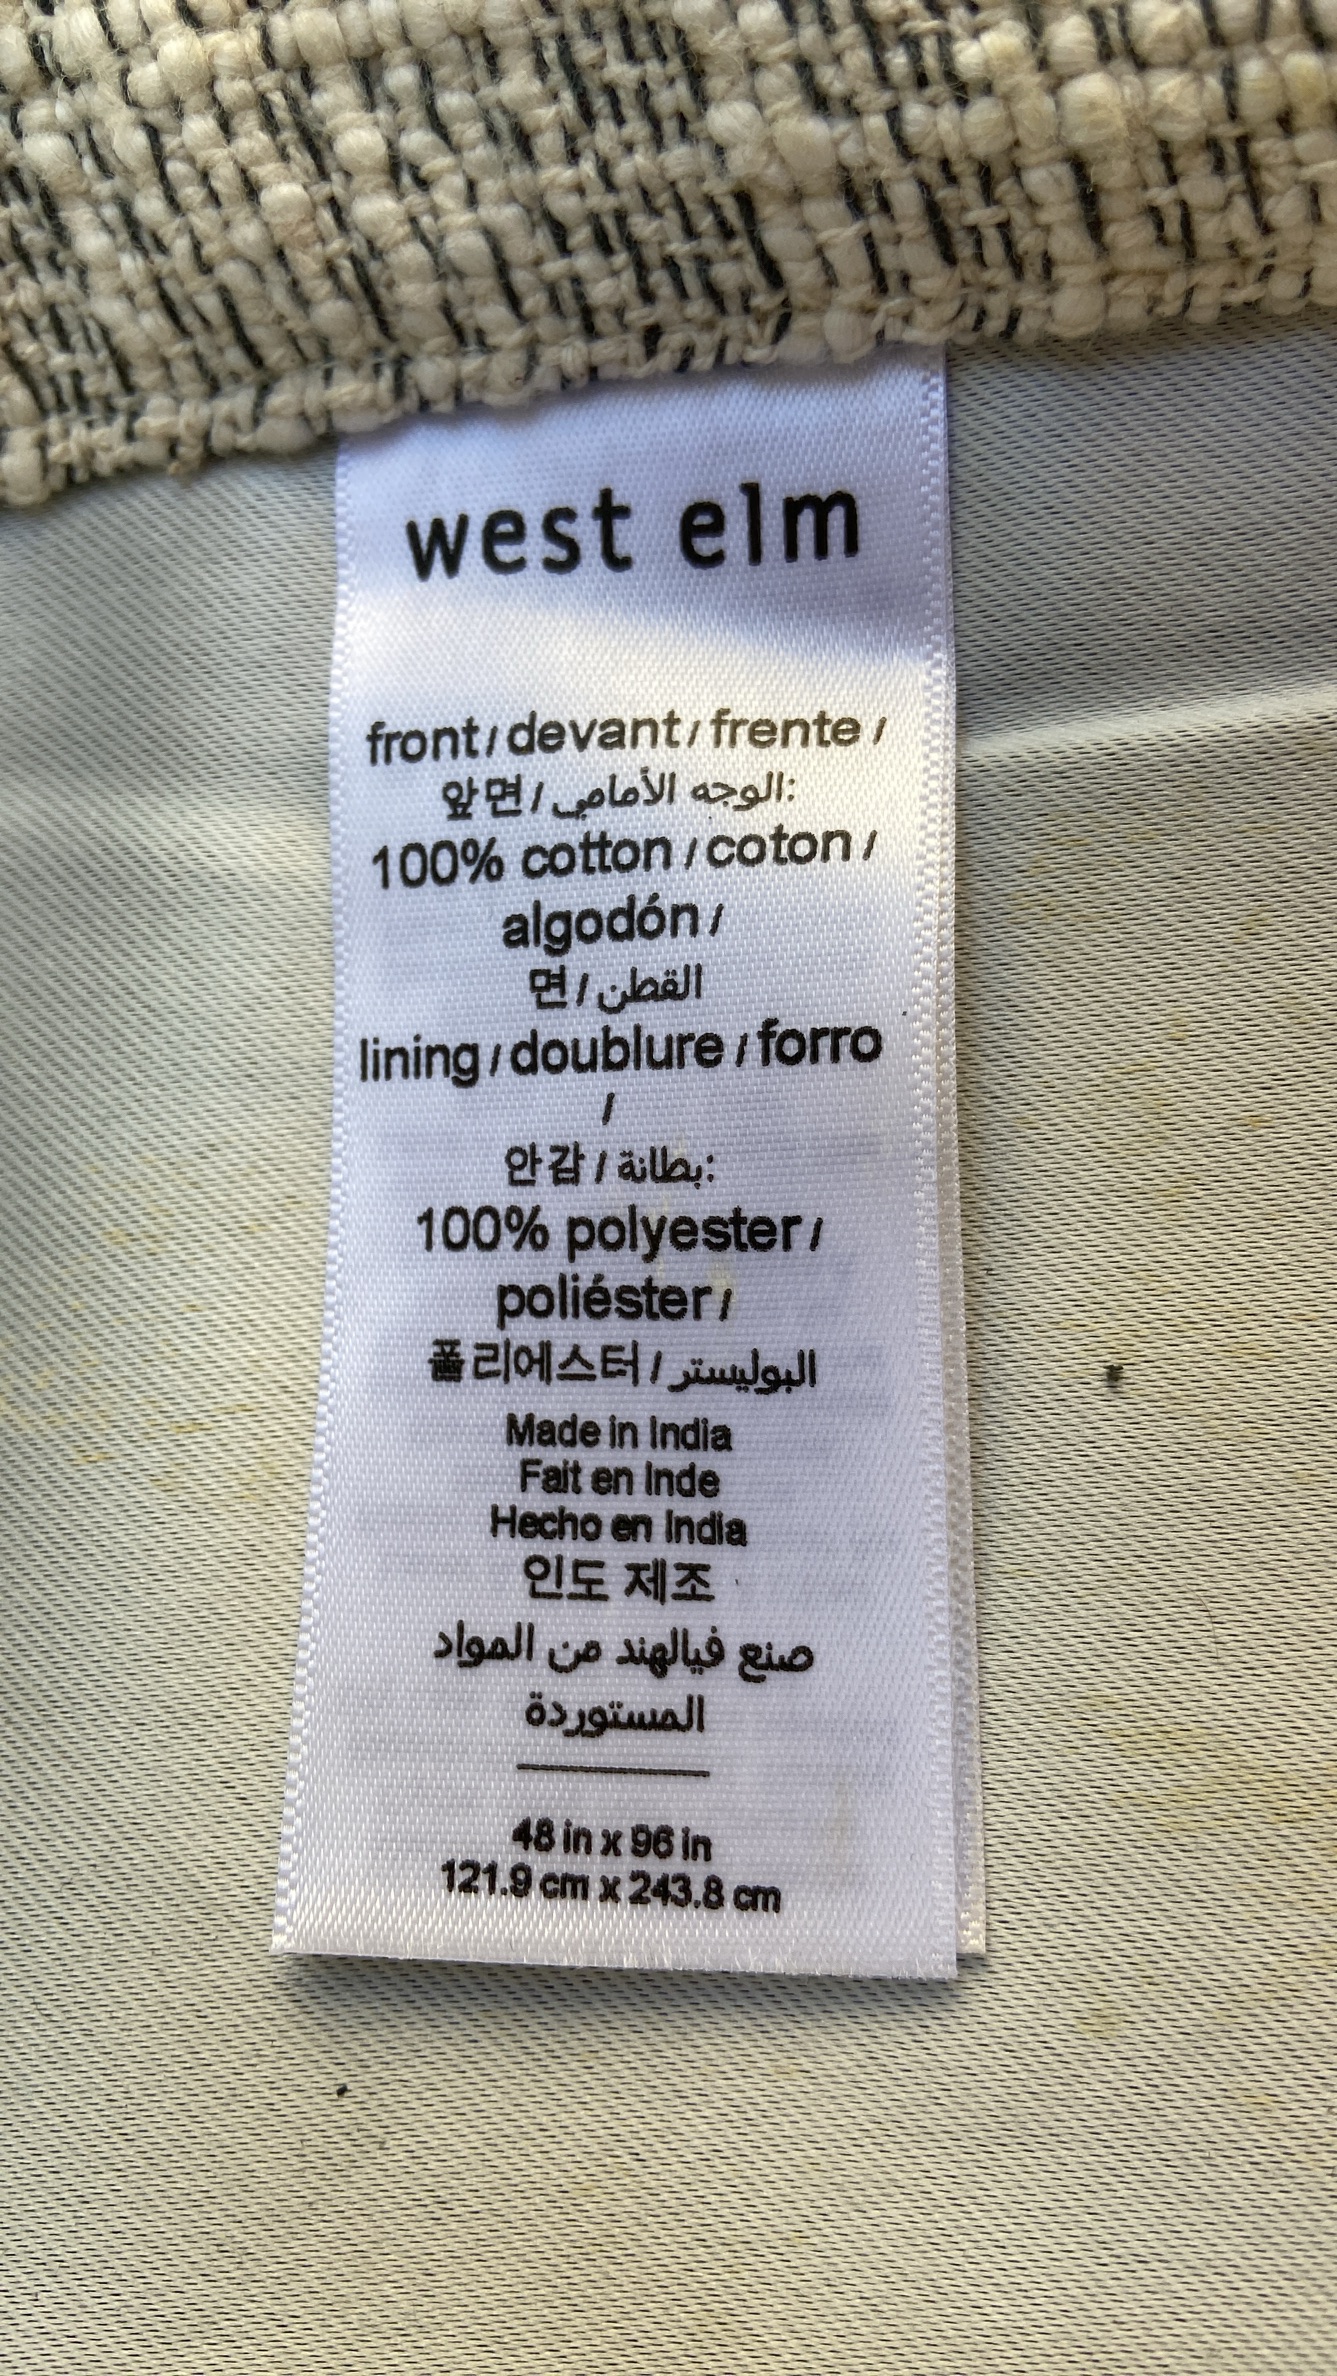 west elm
front / devant / frente /
앞면 / الوجه الأمامي:
100% cotton / coton /
algodón /
면 / القطن
lining / doublure / forro
/
안감 / بطانة:
100% polyester /
poliéster /
폴리에스터 / البوليستر
Made in India
Fait en Inde
Hecho en India
인도 제조
صنع فيالهند من المواد
المستوردة
48 in x 96 in
121.9 cm x 243.8 cm